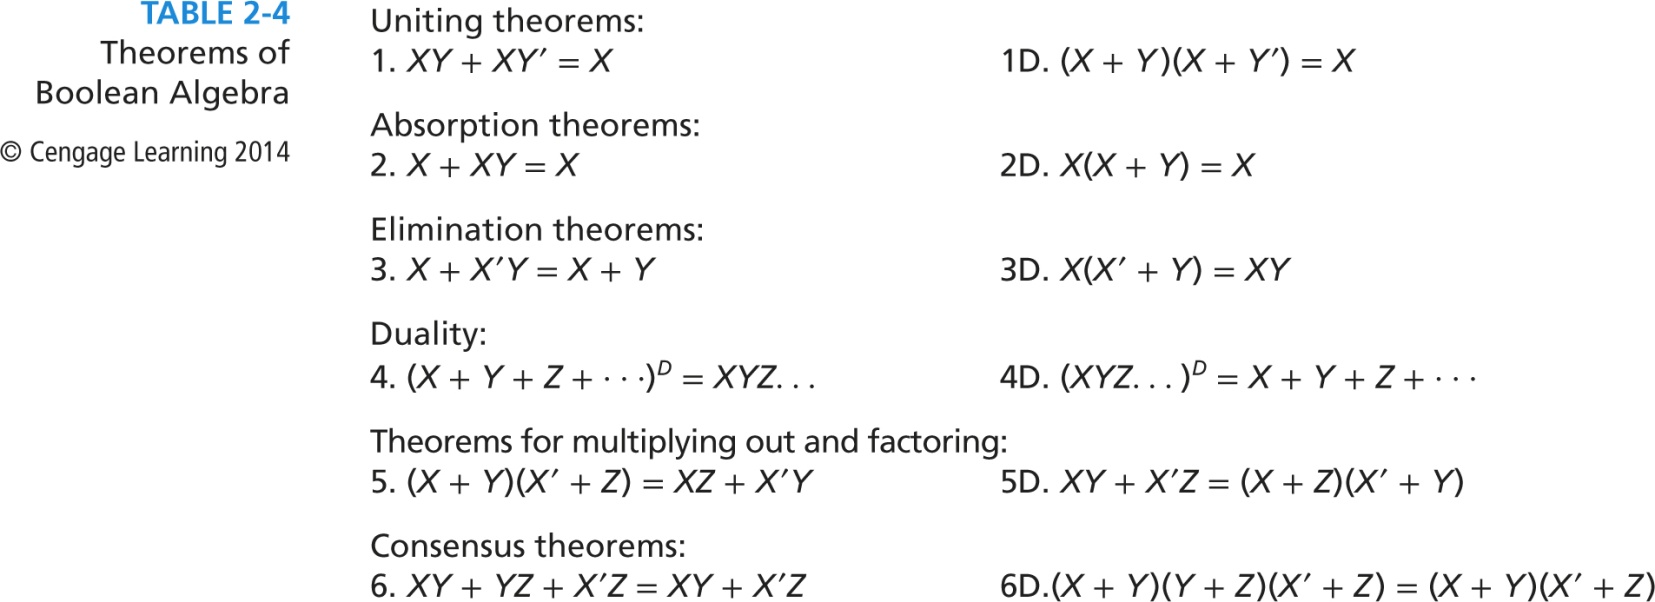 TABLE 2-4
Theorems of
Boolean Algebra
© Cengage Learning 2014
Uniting theorems:
1. XY + XY′ = X
1D. (X + Y)(X + Y′) = X
Absorption theorems:
2. X + XY = X
2D. X(X + Y) = X
Elimination theorems:
3. X + X′Y = X + Y
3D. X(X′ + Y) = XY
Duality:
4. (X + Y + Z + · · ·)ᴰ = XYZ. . .
4D. (XYZ. . . )ᴰ = X + Y + Z + · · ·
Theorems for multiplying out and factoring:
5. (X + Y)(X′ + Z) = XZ + X′Y
5D. XY + X′Z = (X + Z)(X′ + Y)
Consensus theorems:
6. XY + YZ + X′Z = XY + X′Z
6D.(X + Y)(Y + Z)(X′ + Z) = (X + Y)(X′ + Z)